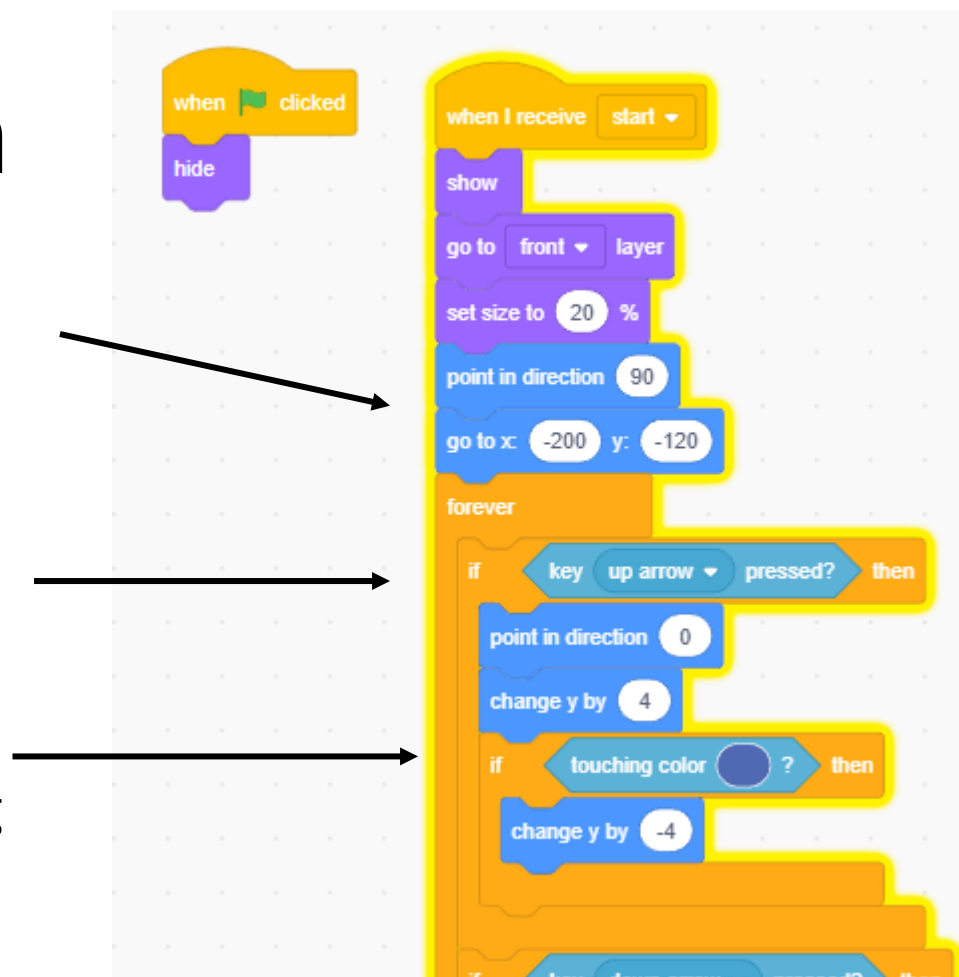 when clicked
hide
when I receive start
show
go to front layer
set size to 20 %
point in direction 90
go to x: -200 y: -120
forever
if key up arrow pressed? then
point in direction 0
change y by 4
if touching color ? then
change y by -4
if